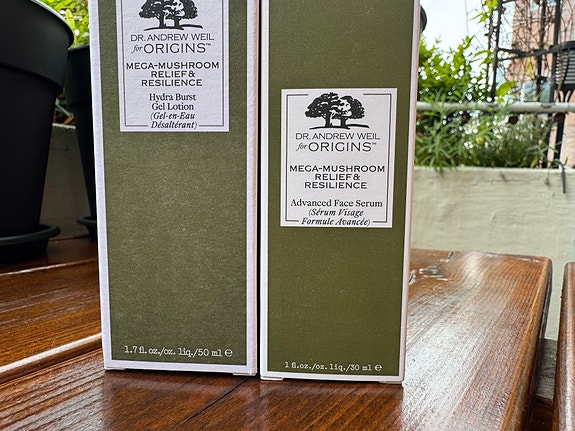 DR. ANDREW WEIL
for ORIGINS™
MEGA-MUSHROOM
RELIEF &
RESILIENCE
Hydra Burst
Gel Lotion
(Gel-en-Eau
Désaltérant)
1.7 fl. oz./oz. liq./50 ml ℮
DR. ANDREW WEIL
for ORIGINS™
MEGA-MUSHROOM
RELIEF &
RESILIENCE
Advanced Face Serum
(Sérum Visage
Formule Avancée)
1 fl. oz./oz. liq./30 ml ℮